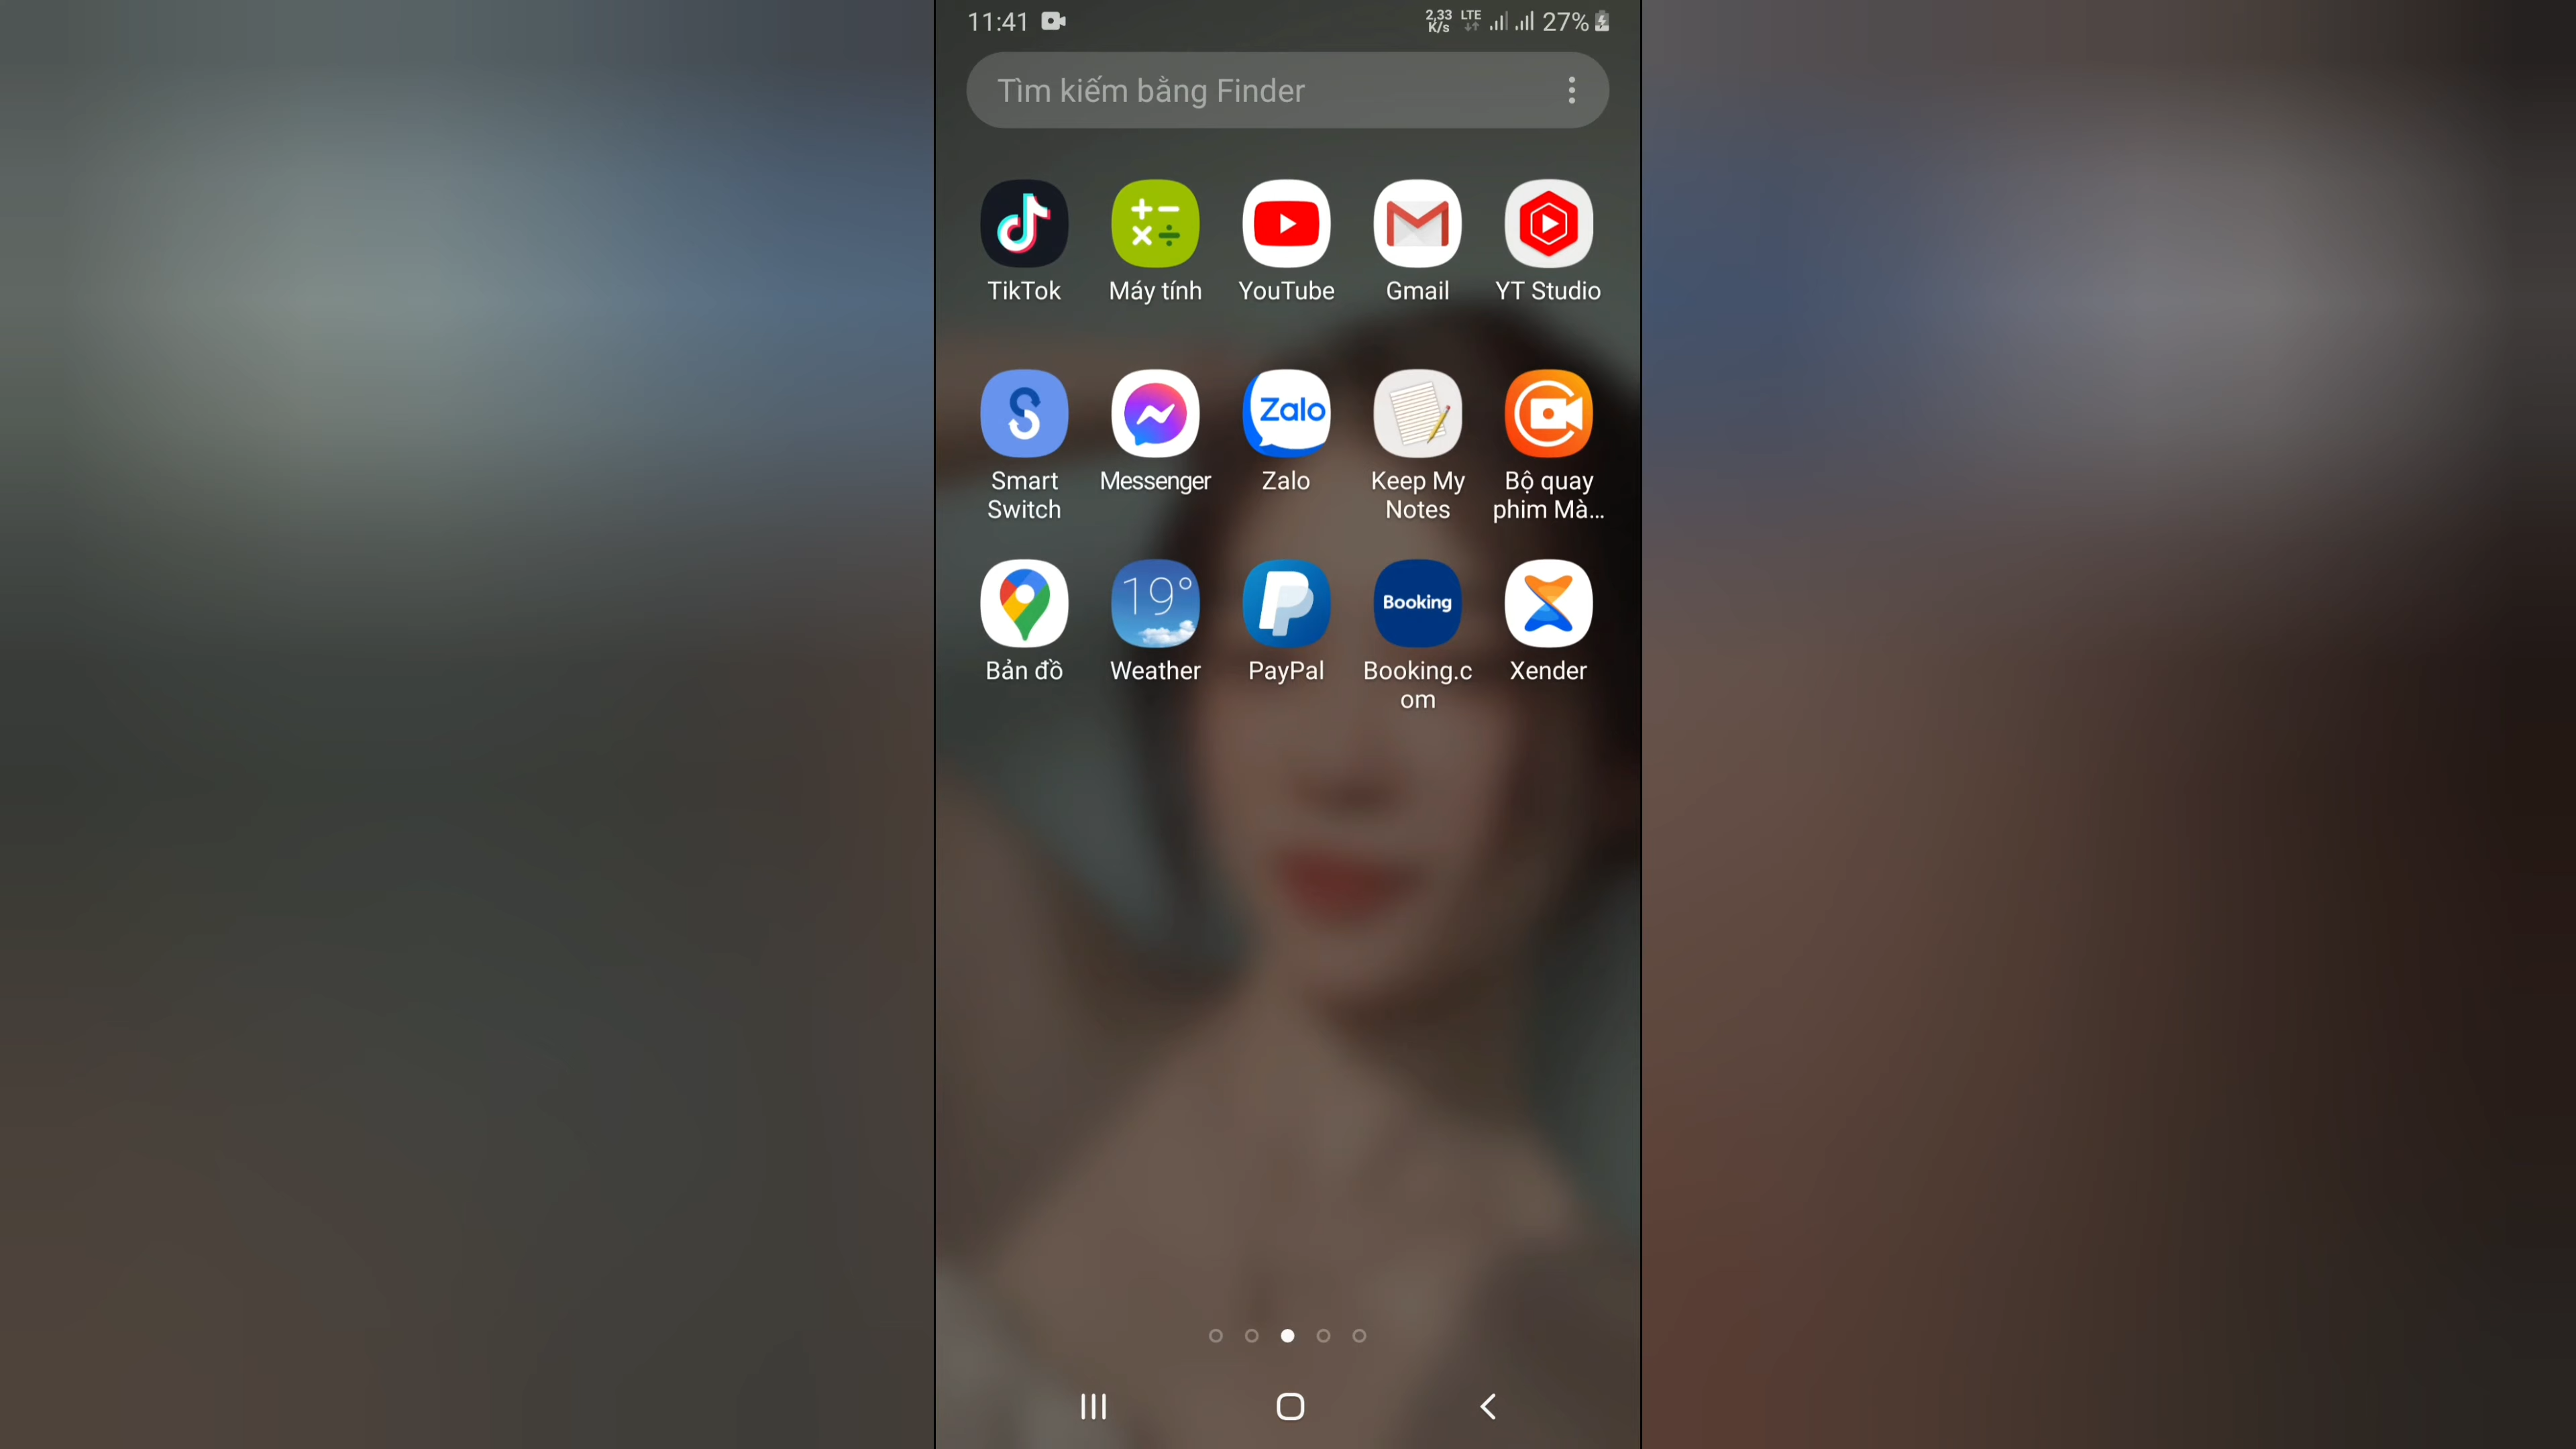 11:41
2,33 K/s LTE 27%
Tìm kiếm bằng Finder
TikTok
Máy tính
YouTube
Gmail
YT Studio
Zalo
Smart Switch
Messenger
Zalo
Keep My Notes
Bộ quay phim Mà...
19°
Booking
Bản đồ
Weather
PayPal
Booking.c
om
Xender